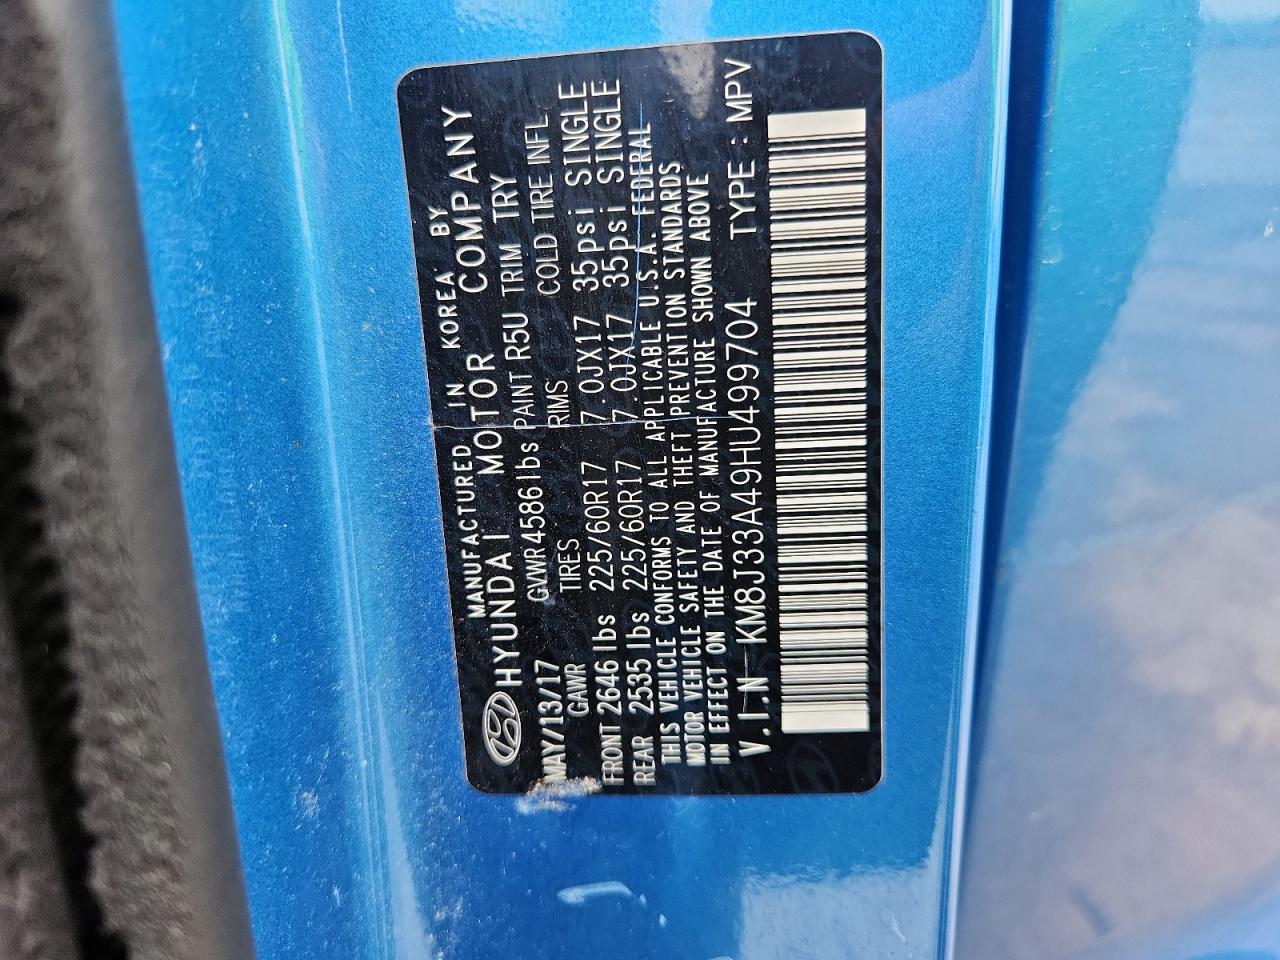 MANUFACTURED IN KOREA BY
HYUNDAI MOTOR COMPANY
MAY/13/17 GVWR 4586 lbs PAINT R5U TRIM TRY
GAWR TIRES RIMS COLD TIRE INFL
FRONT 2646 lbs 225/60R17 7.0JX17 35psi SINGLE
REAR 2535 lbs 225/60R17 7.0JX17 35psi SINGLE
THIS VEHICLE CONFORMS TO ALL APPLICABLE U.S.A. FEDERAL
MOTOR VEHICLE SAFETY AND THEFT PREVENTION STANDARDS
IN EFFECT ON THE DATE OF MANUFACTURE SHOWN ABOVE
V.I.N KM8J33A49HU499704 TYPE : MPV